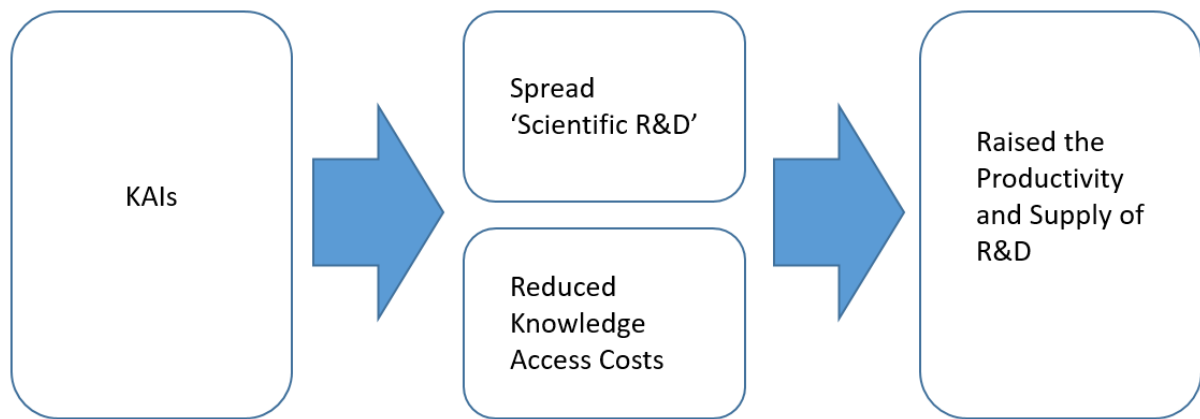 KAIs
Spread
‘Scientific R&D’
Reduced
Knowledge
Access Costs
Raised the
Productivity
and Supply of
R&D